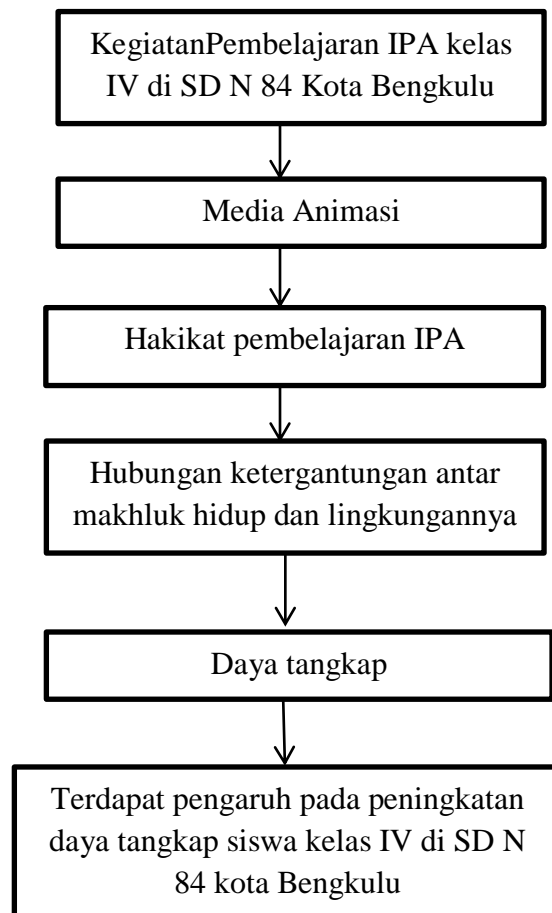 KegiatanPembelajaran IPA kelas
IV di SD N 84 Kota Bengkulu
Media Animasi
Hakikat pembelajaran IPA
Hubungan ketergantungan antar
makhluk hidup dan lingkungannya
Daya tangkap
Terdapat pengaruh pada peningkatan
daya tangkap siswa kelas IV di SD N
84 kota Bengkulu